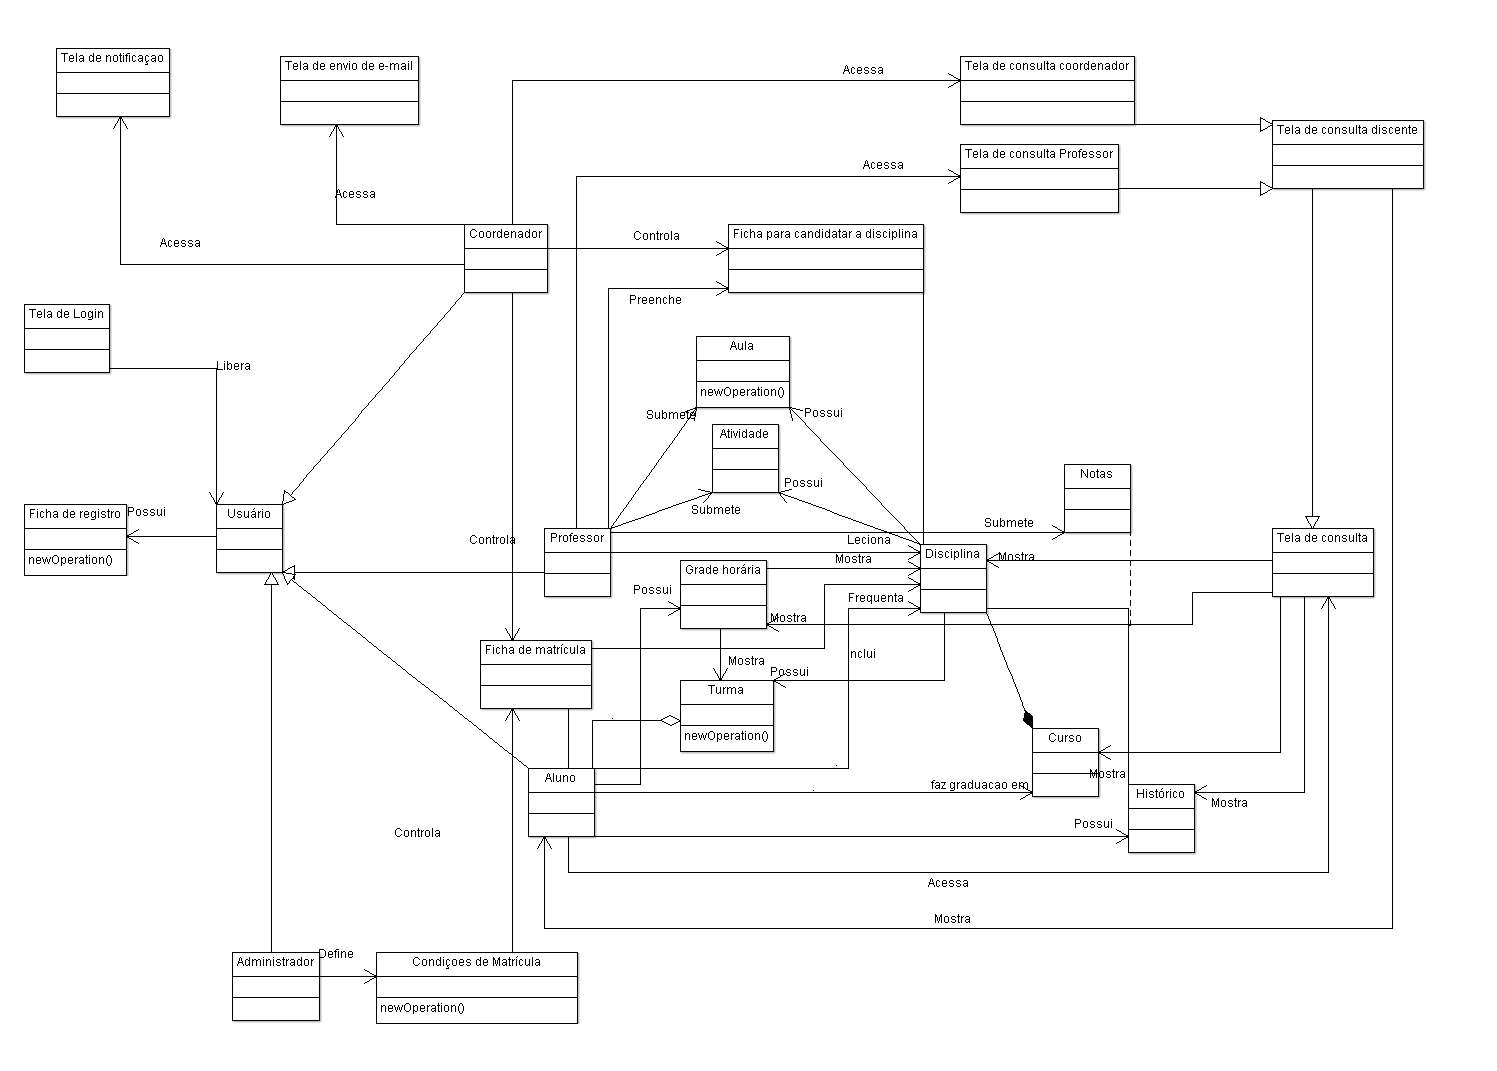 Tela de notificaçao
Tela de envio de e-mail
Acessa
Tela de consulta coordenador
Tela de consulta discente
Acessa
Tela de consulta Professor
Acessa
Acessa
Coordenador
Controla
Ficha para candidatar a disciplina
Preenche
Tela de Login
Libera
Aula
newOperation()
Submete
Possui
Atividade
Possui
Submete
Notas
Submete
Ficha de registro
newOperation()
Possui
Usuário
Controla
Professor
Leciona
Mostra
Disciplina
Mostra
Tela de consulta
Grade horária
Possui
Frequenta
Mostra
Ficha de matrícula
nclui
Mostra
Possui
Turma
newOperation()
Curso
Mostra
Aluno
faz graduacao em
Histórico
Mostra
Possui
Controla
Acessa
Mostra
Administrador
Define
Condiçoes de Matrícula
newOperation()